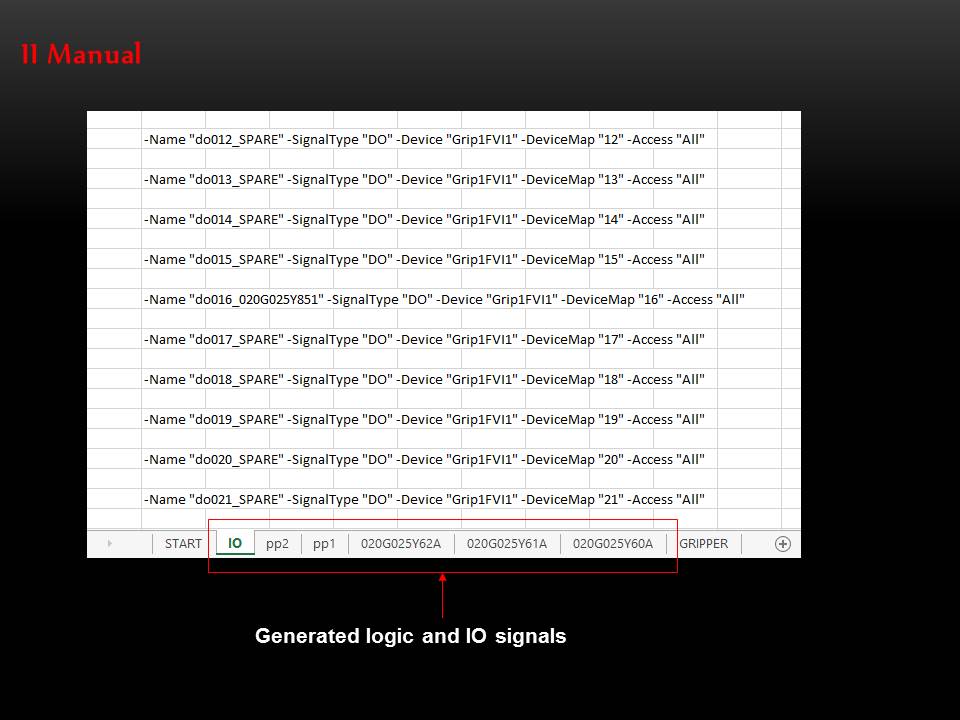 II Manual
-Name "do012_SPARE" -SignalType "DO" -Device "Grip1FVI1" -DeviceMap "12" -Access "All"
-Name "do013_SPARE" -SignalType "DO" -Device "Grip1FVI1" -DeviceMap "13" -Access "All"
-Name "do014_SPARE" -SignalType "DO" -Device "Grip1FVI1" -DeviceMap "14" -Access "All"
-Name "do015_SPARE" -SignalType "DO" -Device "Grip1FVI1" -DeviceMap "15" -Access "All"
-Name "do016_020G025Y851" -SignalType "DO" -Device "Grip1FVI1" -DeviceMap "16" -Access "All"
-Name "do017_SPARE" -SignalType "DO" -Device "Grip1FVI1" -DeviceMap "17" -Access "All"
-Name "do018_SPARE" -SignalType "DO" -Device "Grip1FVI1" -DeviceMap "18" -Access "All"
-Name "do019_SPARE" -SignalType "DO" -Device "Grip1FVI1" -DeviceMap "19" -Access "All"
-Name "do020_SPARE" -SignalType "DO" -Device "Grip1FVI1" -DeviceMap "20" -Access "All"
-Name "do021_SPARE" -SignalType "DO" -Device "Grip1FVI1" -DeviceMap "21" -Access "All"
START IO pp2 pp1 020G025Y62A 020G025Y61A 020G025Y60A GRIPPER
Generated logic and IO signals